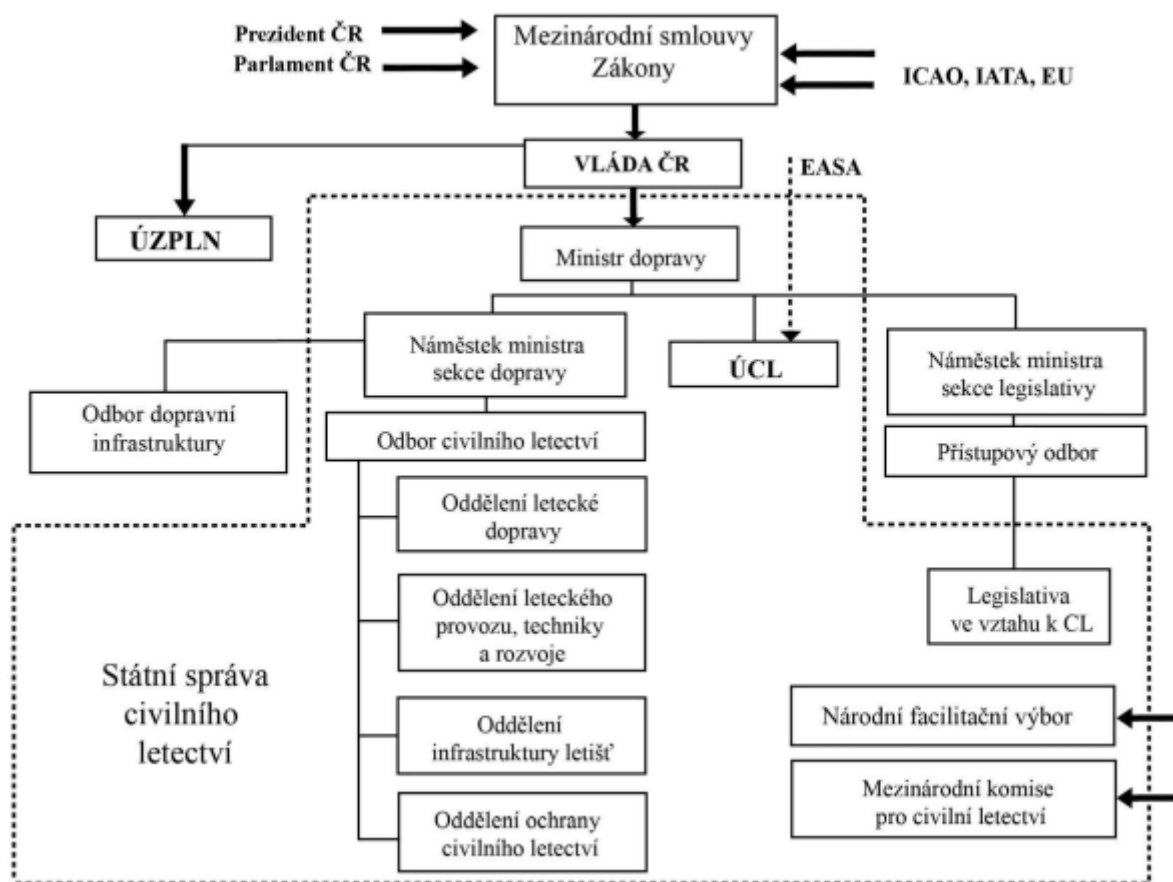 Prezident ČR
Parlament ČR
Mezinárodní smlouvy
Zákony
ICAO, IATA, EU
VLÁDA ČR
EASA
ÚZPLN
Ministr dopravy
Náměstek ministra
sekce dopravy
ÚCL
Náměstek ministra
sekce legislativy
Odbor dopravní
infrastruktury
Odbor civilního letectví
Přístupový odbor
Oddělení letecké
dopravy
Oddělení leteckého
provozu, techniky
a rozvoje
Legislativa
ve vztahu k CL
Státní správa
civilního
letectví
Oddělení
infrastruktury letišť
Národní facilitační výbor
Oddělení ochrany
civilního letectví
Mezinárodní komise
pro civilní letectví